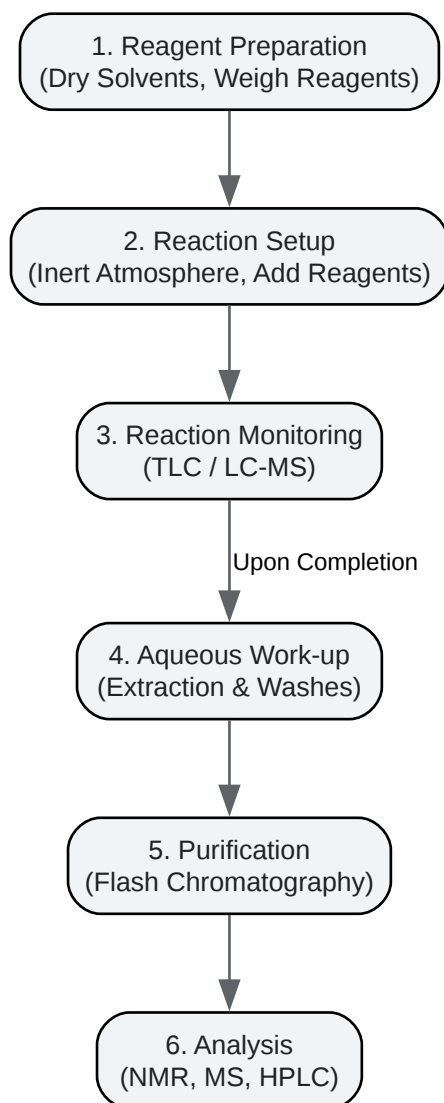 1. Reagent Preparation
(Dry Solvents, Weigh Reagents)
2. Reaction Setup
(Inert Atmosphere, Add Reagents)
3. Reaction Monitoring
(TLC / LC-MS)
Upon Completion
4. Aqueous Work-up
(Extraction & Washes)
5. Purification
(Flash Chromatography)
6. Analysis
(NMR, MS, HPLC)